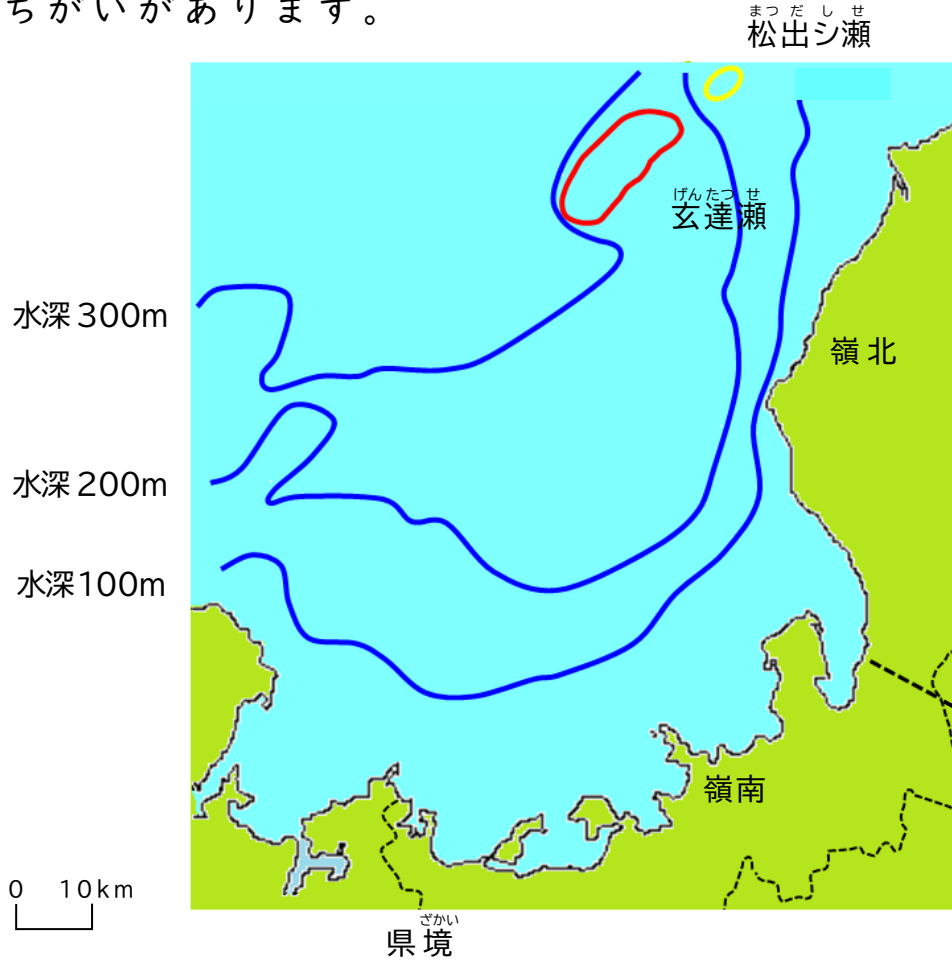 ちがいがあります。
まつだしせ
松出シ瀬
げんたつせ
玄達瀬
水深300m
嶺北
水深200m
水深100m
嶺南
0 10km
ざかい
県境